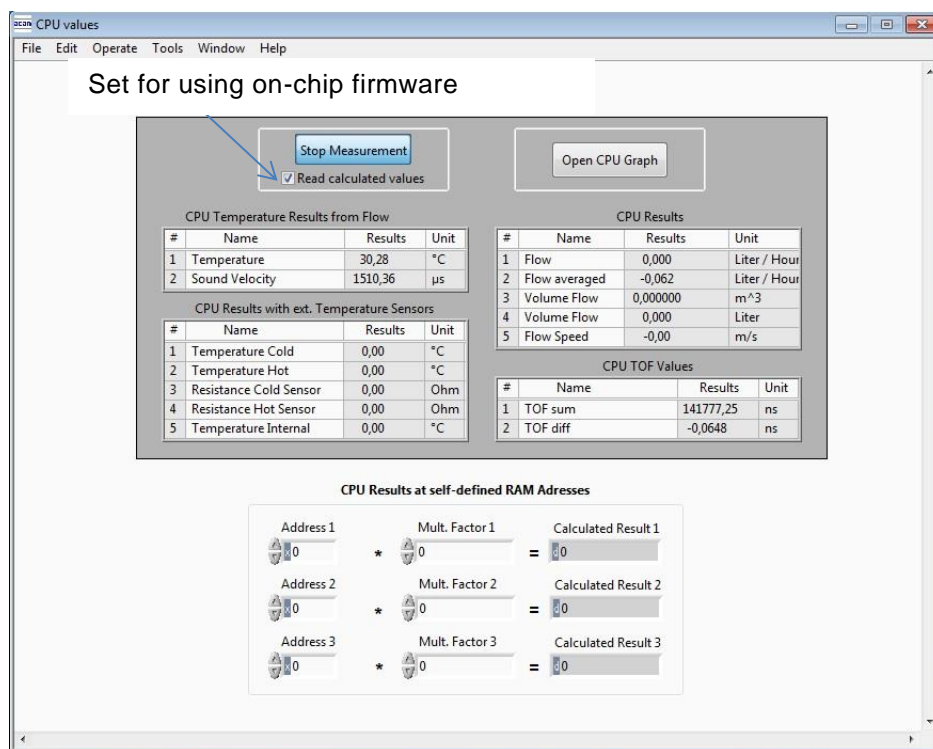 acan CPU values
File Edit Operate Tools Window Help
Set for using on-chip firmware
Stop Measurement
Read calculated values
Open CPU Graph
CPU Temperature Results from Flow
# Name Results Unit
1 Temperature 30,28 °C
2 Sound Velocity 1510,36 µs
CPU Results with ext. Temperature Sensors
# Name Results Unit
1 Temperature Cold 0,00 °C
2 Temperature Hot 0,00 °C
3 Resistance Cold Sensor 0,00 Ohm
4 Resistance Hot Sensor 0,00 Ohm
5 Temperature Internal 0,00 °C
CPU Results
# Name Results Unit
1 Flow 0,000 Liter / Hour
2 Flow averaged -0,062 Liter / Hour
3 Volume Flow 0,000000 m^3
4 Volume Flow 0,000 Liter
5 Flow Speed -0,00 m/s
CPU TOF Values
# Name Results Unit
1 TOF sum 141777,25 ns
2 TOF diff -0,0648 ns
CPU Results at self-defined RAM Adresses
Address 1 Mult. Factor 1 Calculated Result 1
x 0 * 0 = d 0
Address 2 Mult. Factor 2 Calculated Result 2
x 0 * 0 = d 0
Address 3 Mult. Factor 3 Calculated Result 3
x 0 * 0 = d 0